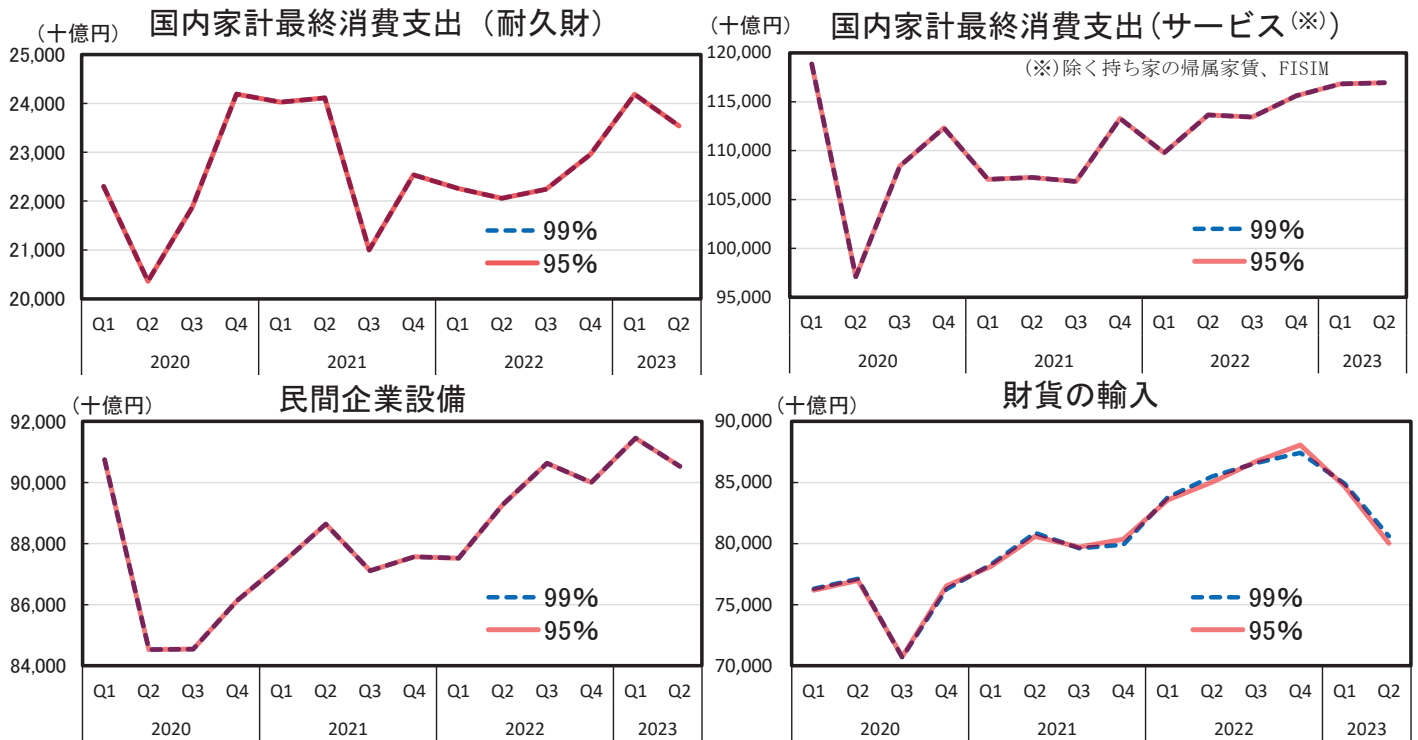 (十億円)
国内家計最終消費支出（耐久財）
25,000
24,000
23,000
22,000
21,000
20,000
99%
95%
Q1 Q2 Q3 Q4 Q1 Q2 Q3 Q4 Q1 Q2 Q3 Q4 Q1 Q2
2020 2021 2022 2023
(十億円)
国内家計最終消費支出(サービス(※))
(※)除く持ち家の帰属家賃、FISIM
120,000
115,000
110,000
105,000
100,000
95,000
99%
95%
Q1 Q2 Q3 Q4 Q1 Q2 Q3 Q4 Q1 Q2 Q3 Q4 Q1 Q2
2020 2021 2022 2023
(十億円)
民間企業設備
92,000
90,000
88,000
86,000
84,000
99%
95%
Q1 Q2 Q3 Q4 Q1 Q2 Q3 Q4 Q1 Q2 Q3 Q4 Q1 Q2
2020 2021 2022 2023
(十億円)
財貨の輸入
90,000
85,000
80,000
75,000
70,000
99%
95%
Q1 Q2 Q3 Q4 Q1 Q2 Q3 Q4 Q1 Q2 Q3 Q4 Q1 Q2
2020 2021 2022 2023